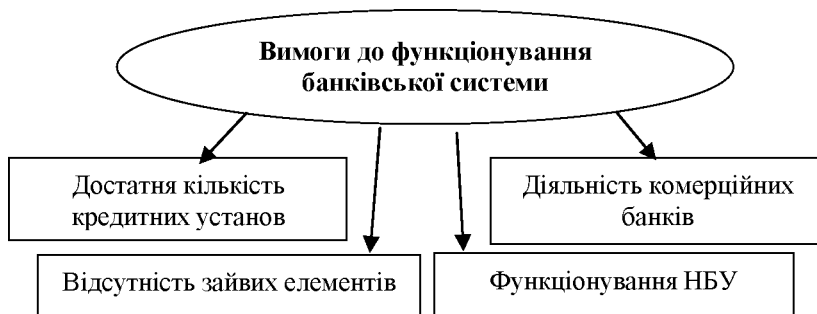 Вимоги до функціонування
банківської системи
Достатня кількість
кредитних установ
Діяльність комерційних
банків
Відсутність зайвих елементів
Функціонування НБУ